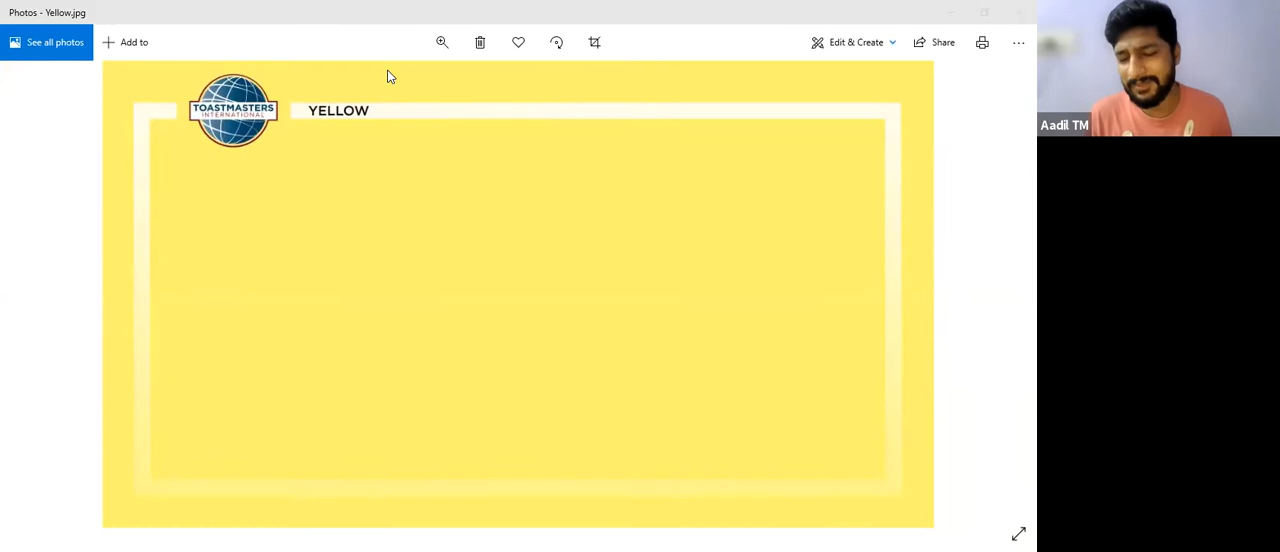 Photos - Yellow.jpg
See all photos
Add to
Edit & Create
Share
TOASTMASTERS
INTERNATIONAL
YELLOW
Aadil TM